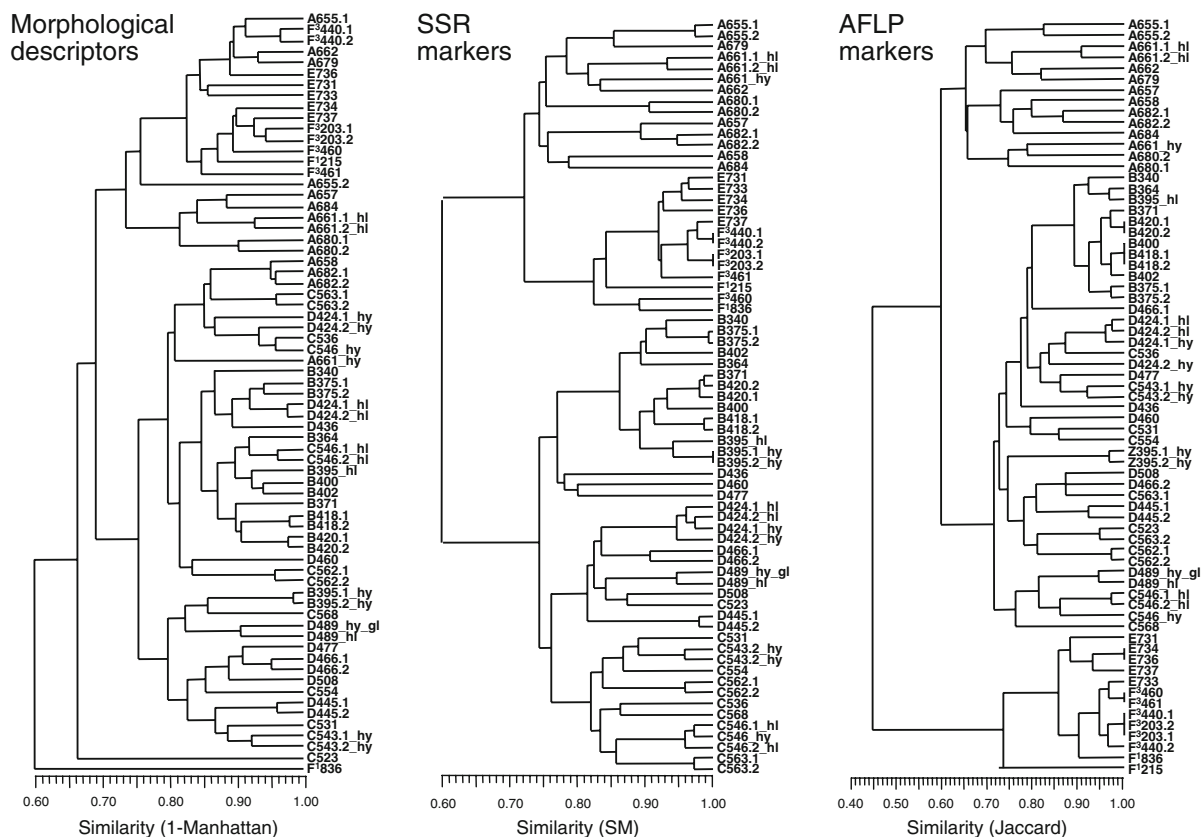 Morphological
descriptors
A655.1
F³440.1
F³440.2
A662
A679
E736
E731
E733
E734
E737
F³203.1
F³203.2
F³460
F¹215
F³461
A655.2
A657
A684
A661.1_hl
A661.2_hl
A680.1
A680.2
A658
A682.1
A682.2
C563.1
C563.2
D424.1_hy
D424.2_hy
C536
C546_hy
A661_hy
B340
B375.1
B375.2
D424.1_hl
D424.2_hl
D436
B364
C546.1_hl
C546.2_hl
B395_hl
B400
B402
B371
B418.1
B418.2
B420.1
B420.2
D460
C562.1
C562.2
B395.1_hy
B395.2_hy
C568
D489_hy_gl
D489_hl
D477
D466.1
D466.2
D508
C554
D445.1
D445.2
C531
C543.1_hy
C543.2_hy
C523
F¹836
0.60 0.70 0.80 0.90 1.00
Similarity (1-Manhattan)
SSR
markers
A655.1
A655.2
A679
A661.1_hl
A661.2_hl
A661_hy
A662
A680.1
A680.2
A657
A682.1
A682.2
A658
A684
E731
E733
E734
E736
E737
F³440.1
F³440.2
F³203.1
F³203.2
F³461
F¹215
F³460
F¹836
B340
B375.1
B375.2
B402
B364
B371
B420.2
B420.1
B400
B418.1
B418.2
B395_hl
B395.1_hy
B395.2_hy
D436
D460
D477
D424.1_hl
D424.2_hl
D424.1_hy
D424.2_hy
D466.1
D466.2
D489_hy_gl
D489_hl
D508
C523
D445.1
D445.2
C531
C543.2_hy
C543.2_hy
C554
C562.1
C562.2
C536
C568
C546.1_hl
C546_hy
C546.2_hl
C563.1
C563.2
0.60 0.70 0.80 0.90 1.00
Similarity (SM)
AFLP
markers
A655.1
A655.2
A661.1_hl
A661.2_hl
A662
A679
A657
A658
A682.1
A682.2
A684
A661_hy
A680.2
A680.1
B340
B364
B395_hl
B371
B420.1
B420.2
B400
B418.1
B418.2
B402
B375.1
B375.2
D466.1
D424.1_hl
D424.2_hl
D424.1_hy
C536
D424.2_hy
D477
C543.1_hy
C543.2_hy
D436
D460
C531
C554
Z395.1_hy
Z395.2_hy
D508
D466.2
C563.1
D445.1
D445.2
C523
C563.2
C562.1
C562.2
D489_hy_gl
D489_hl
C546.1_hl
C546.2_hl
C546_hy
C568
E731
E734
E736
E737
E733
F³460
F³461
F³440.1
F³203.2
F³203.1
F³440.2
F¹836
F¹215
0.40 0.50 0.60 0.70 0.80 0.90 1.00
Similarity (Jaccard)